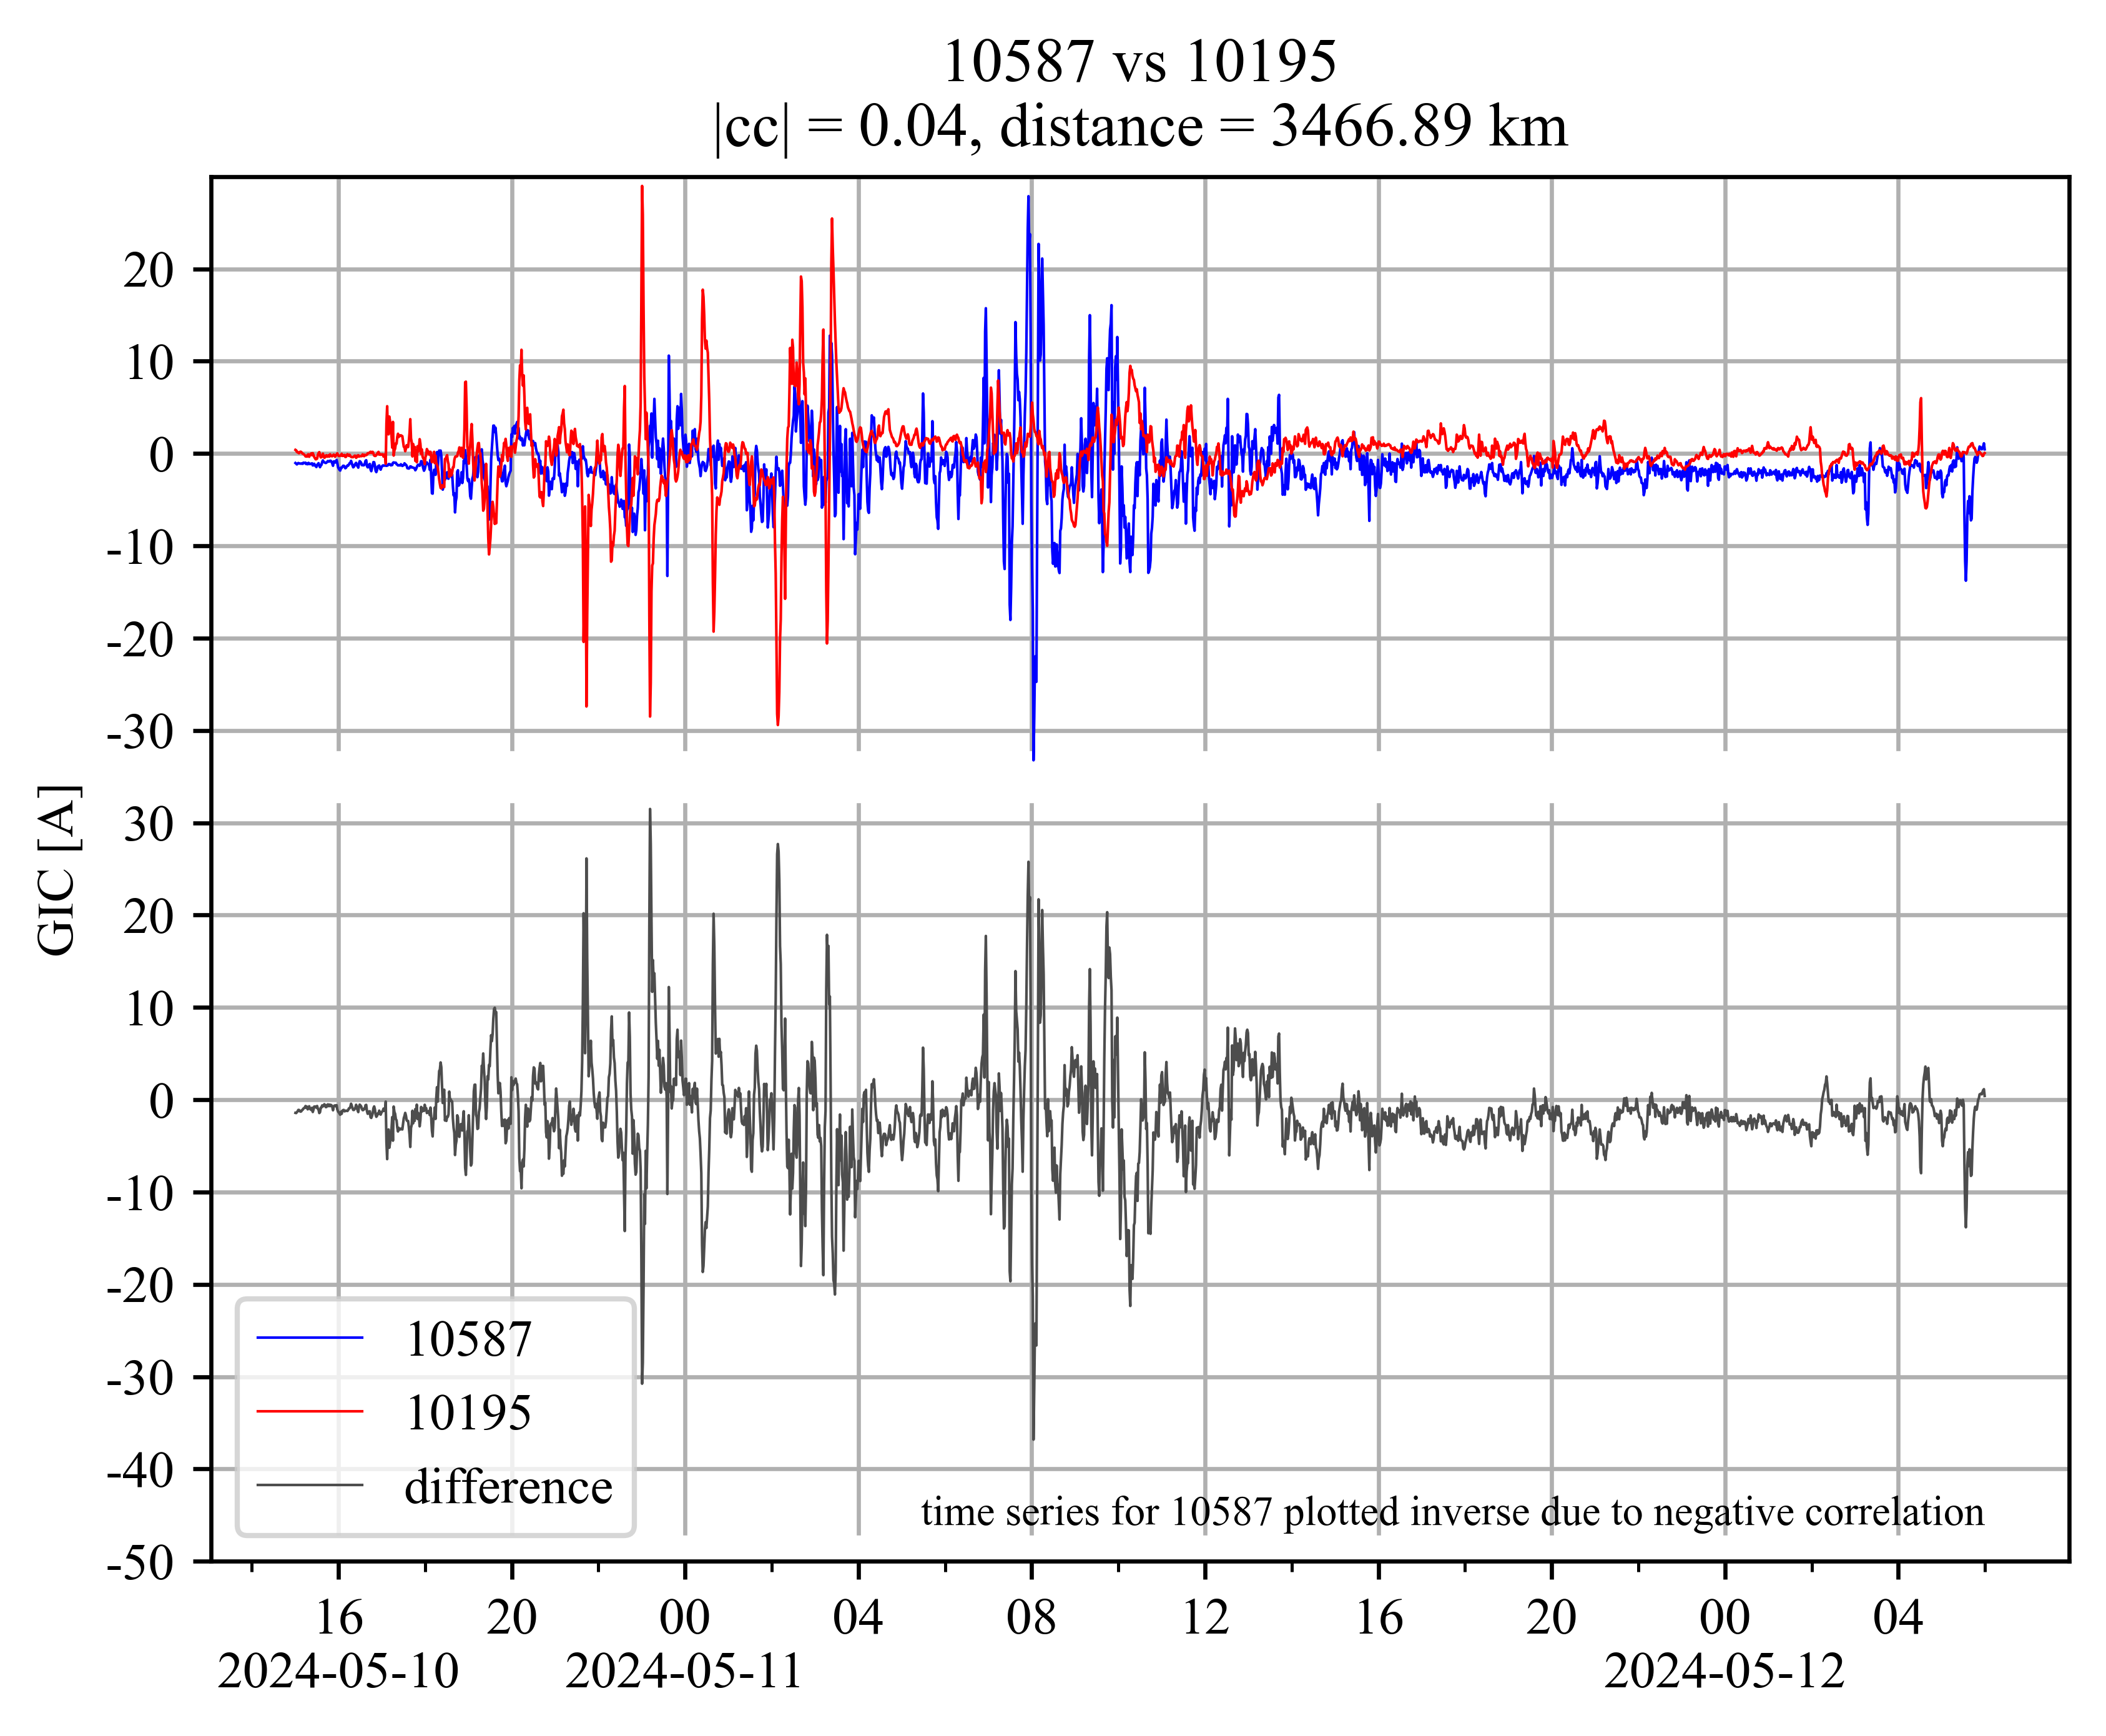 10587 vs 10195
|cc| = 0.04, distance = 3466.89 km
20
10
0
-10
-20
-30
30
20
10
0
-10
-20
-30
-40
-50
GIC [A]
10587
10195
difference
time series for 10587 plotted inverse due to negative correlation
16 20 00 04 08 12 16 20 00 04
2024-05-10 2024-05-11 2024-05-12